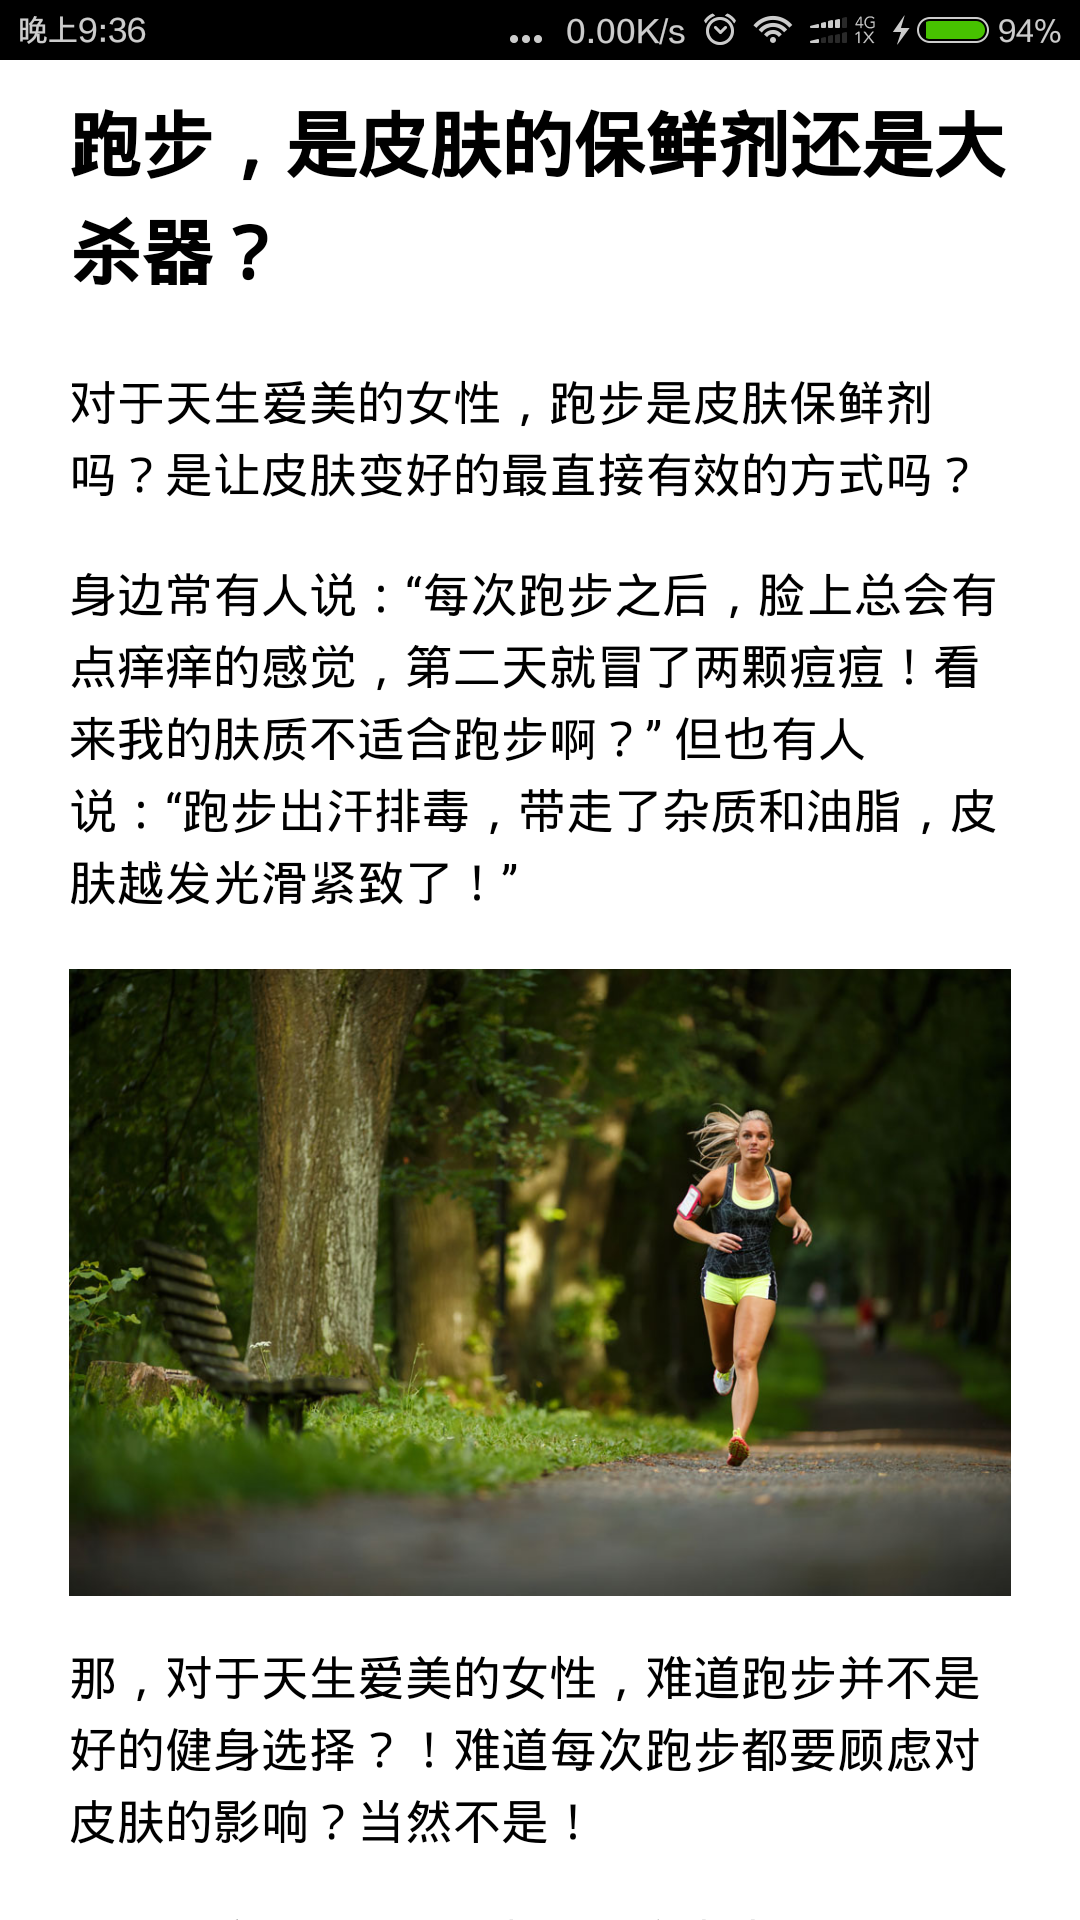 晚上9:36 ... 0.00K/s 4G 1X 94%
跑步，是皮肤的保鲜剂还是大
杀器？
对于天生爱美的女性，跑步是皮肤保鲜剂
吗？是让皮肤变好的最直接有效的方式吗？
身边常有人说：“每次跑步之后，脸上总会有
点痒痒的感觉，第二天就冒了两颗痘痘！看
来我的肤质不适合跑步啊？” 但也有人
说：“跑步出汗排毒，带走了杂质和油脂，皮
肤越发光滑紧致了！”
那，对于天生爱美的女性，难道跑步并不是
好的健身选择？！难道每次跑步都要顾虑对
皮肤的影响？当然不是！